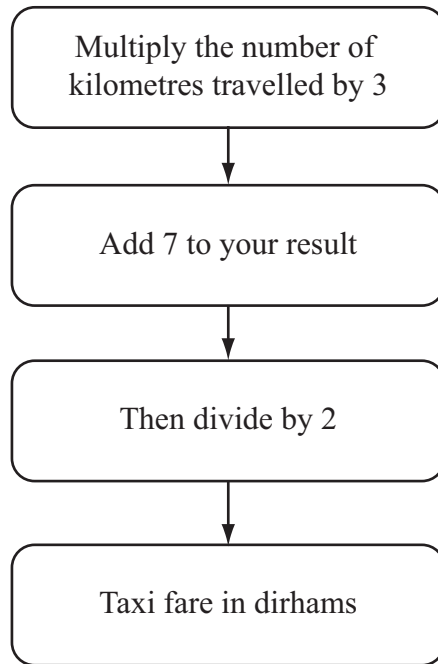 Multiply the number of
kilometres travelled by 3
Add 7 to your result
Then divide by 2
Taxi fare in dirhams